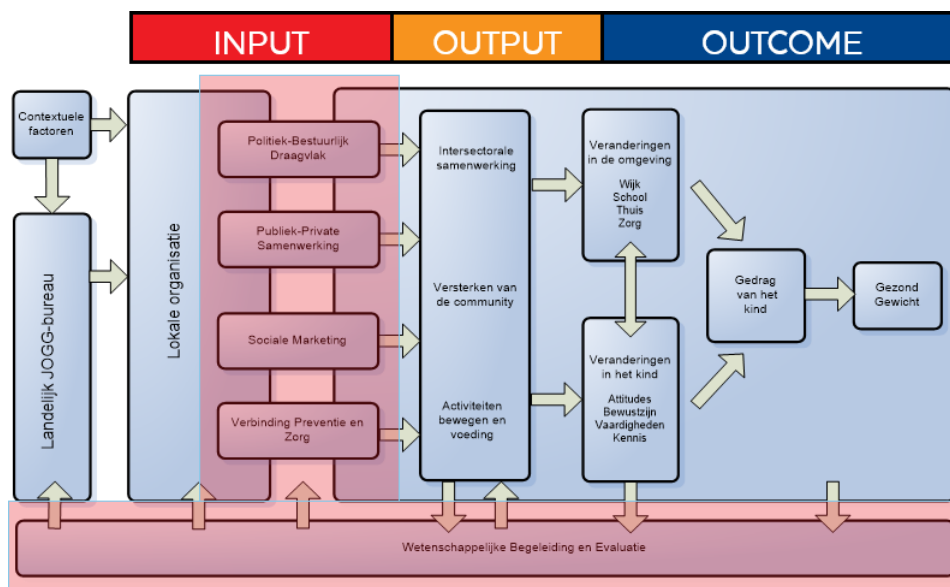 INPUT
OUTPUT
OUTCOME
Contextuele
factoren
Landelijk JOGG-bureau
Lokale organisatie
Politiek-Bestuurlijk
Draagvlak
Publiek-Private
Samenwerking
Sociale Marketing
Verbinding Preventie en
Zorg
Intersectorale
samenwerking
Versterken van
de community
Activiteiten
bewegen en
voeding
Veranderingen
in de omgeving
Wijk
School
Thuis
Zorg
Veranderingen
in het kind
Attitudes
Bewustzijn
Vaardigheden
Kennis
Gedrag
van het
kind
Gezond
Gewicht
Wetenschappelijke Begeleiding en Evaluatie